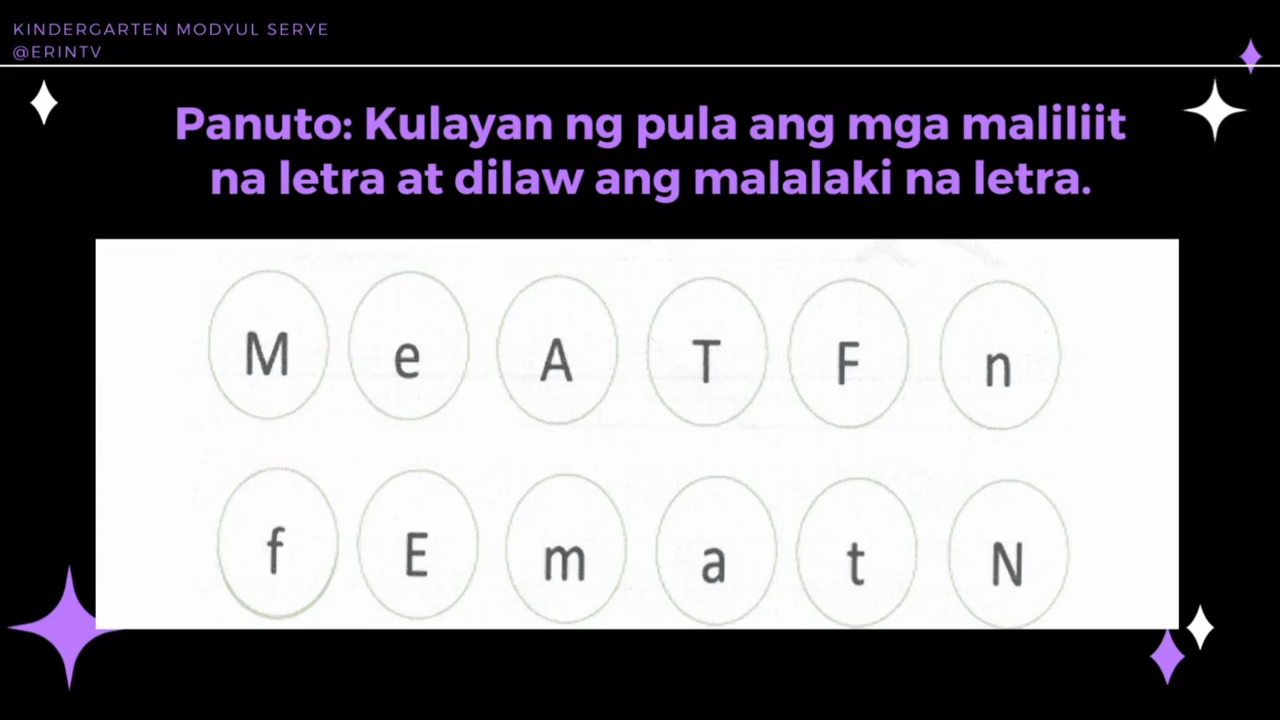 KINDERGARTEN MODYUL SERYE
@ERINTV
Panuto: Kulayan ng pula ang mga maliliit
na letra at dilaw ang malalaki na letra.
M e A T F n
f E m a t N